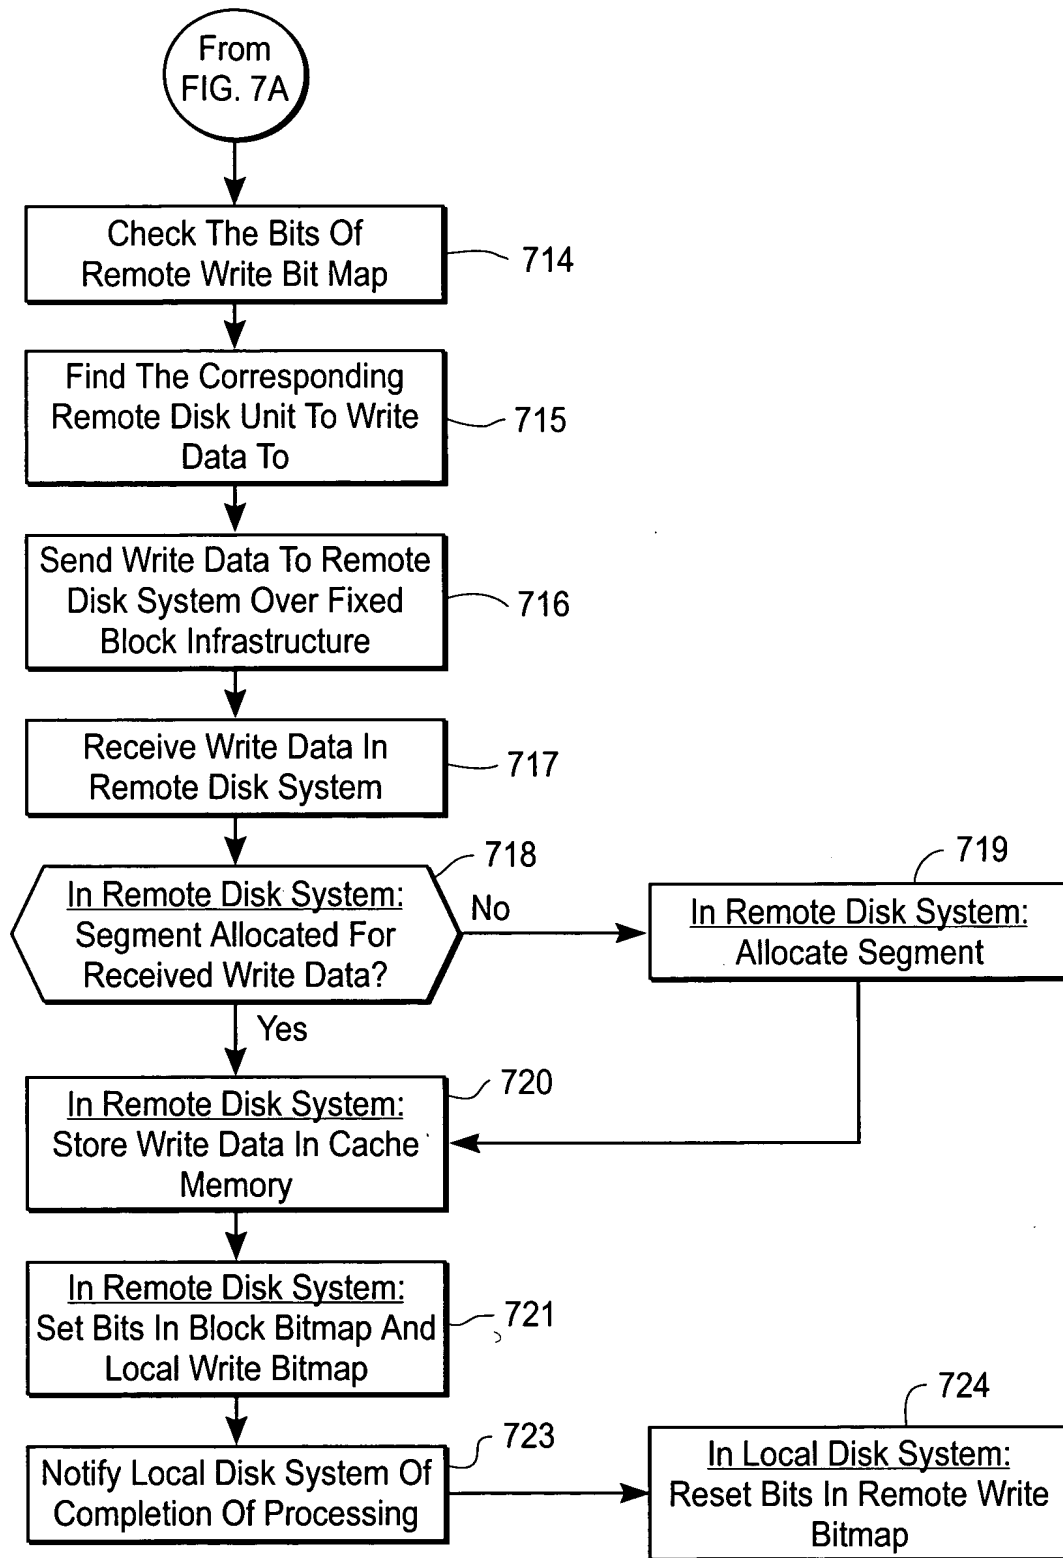 From
FIG. 7A
Check The Bits Of
Remote Write Bit Map
714
Find The Corresponding
Remote Disk Unit To Write
Data To
715
Send Write Data To Remote
Disk System Over Fixed
Block Infrastructure
716
Receive Write Data In
Remote Disk System
717
718
In Remote Disk System:
Segment Allocated For
Received Write Data?
No
Yes
719
In Remote Disk System:
Allocate Segment
720
In Remote Disk System:
Store Write Data In Cache
Memory
In Remote Disk System:
Set Bits In Block Bitmap And
Local Write Bitmap
721
723
Notify Local Disk System Of
Completion Of Processing
724
In Local Disk System:
Reset Bits In Remote Write
Bitmap